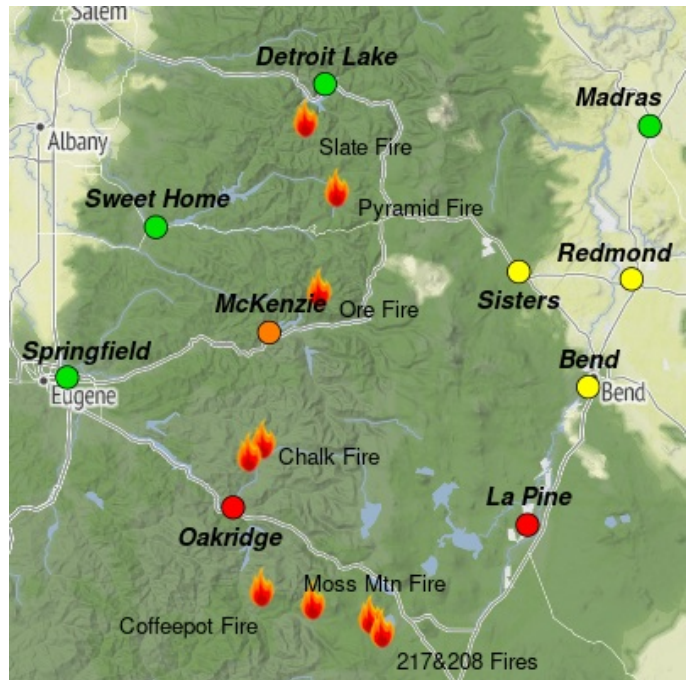 Salem
Detroit Lake
Madras
Albany
Slate Fire
Sweet Home
Pyramid Fire
Redmond
Sisters
McKenzie
Ore Fire
Springfield
Eugene
Bend
Bend
Chalk Fire
La Pine
Oakridge
Moss Mtn Fire
Coffeepot Fire
217&208 Fires